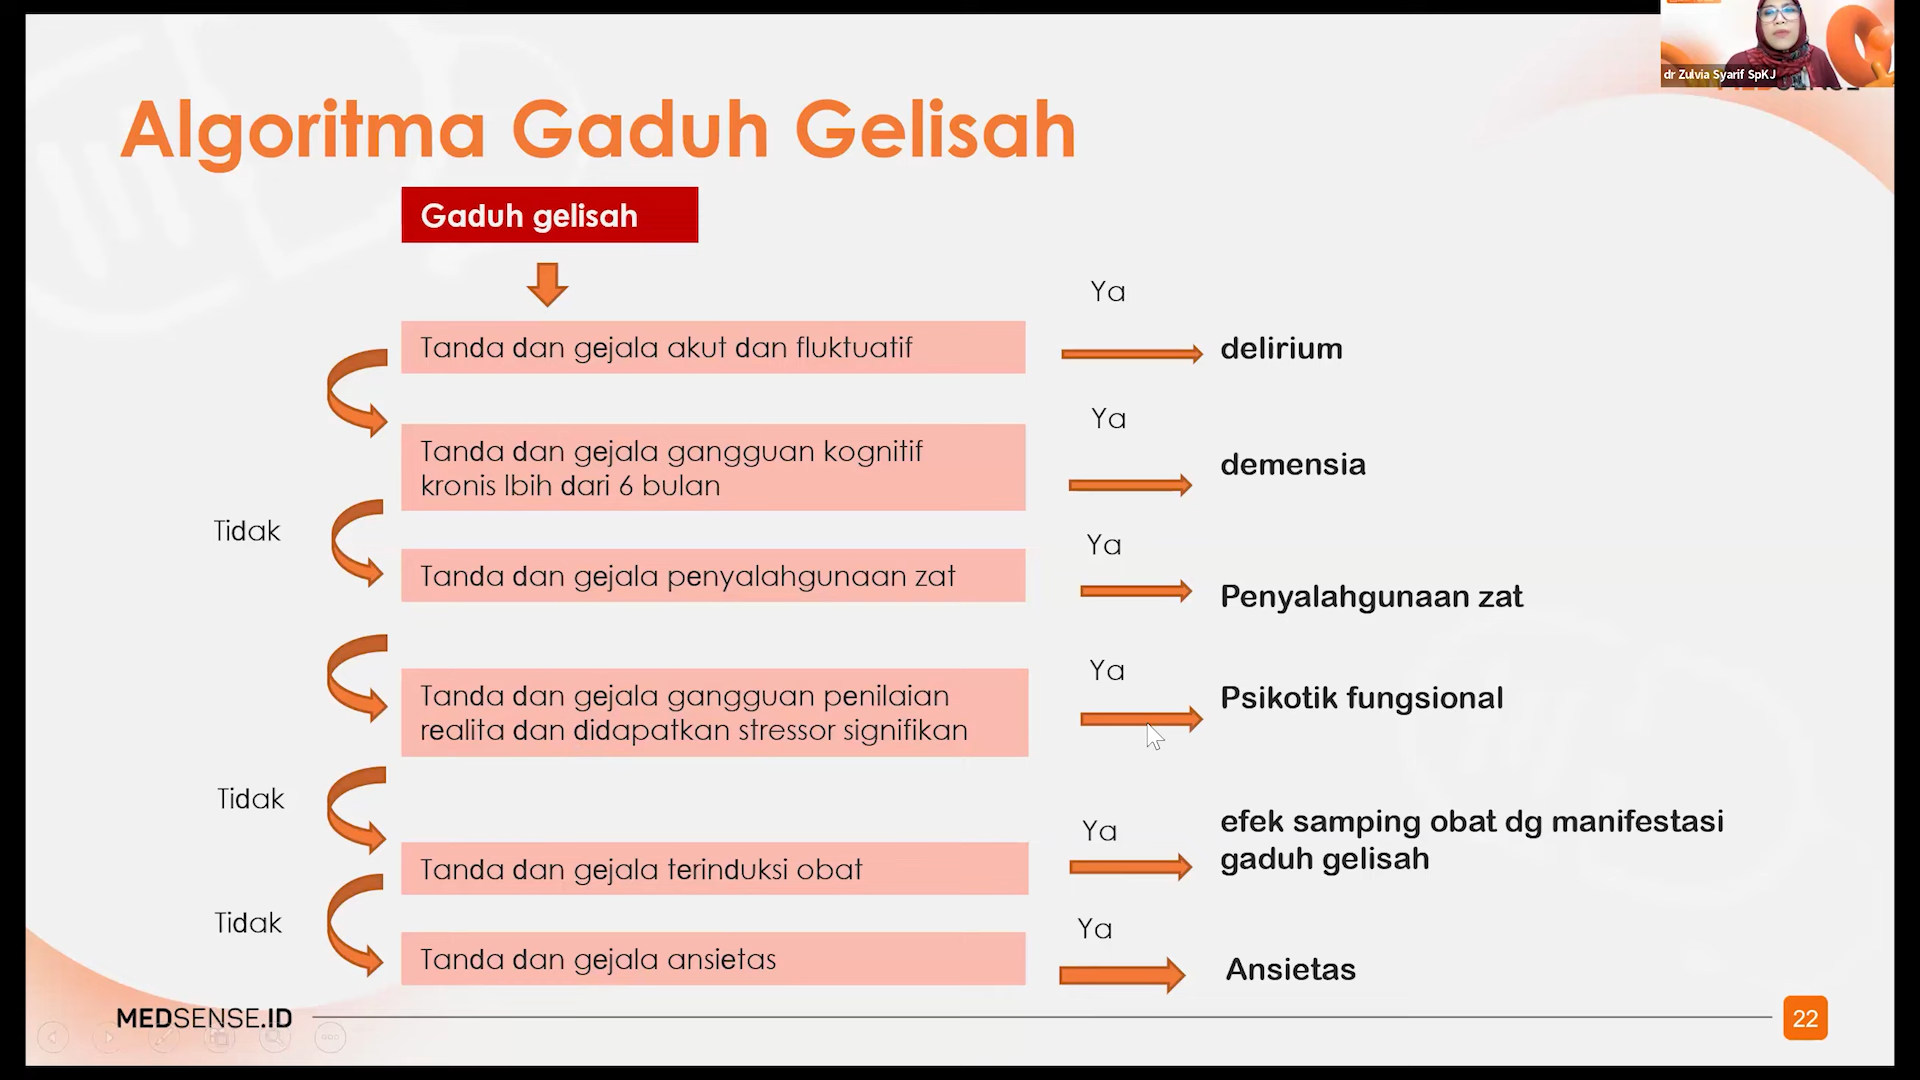 dr Zulvia Syarif SpKJ
Algoritma Gaduh Gelisah
Gaduh gelisah
Ya
Tanda dan gejala akut dan fluktuatif
delirium
Ya
Tanda dan gejala gangguan kognitif
kronis lbih dari 6 bulan
demensia
Tidak
Ya
Tanda dan gejala penyalahgunaan zat
Penyalahgunaan zat
Ya
Tanda dan gejala gangguan penilaian
realita dan didapatkan stressor signifikan
Psikotik fungsional
Tidak
Ya
Tanda dan gejala terinduksi obat
efek samping obat dg manifestasi
gaduh gelisah
Tidak
Ya
Tanda dan gejala ansietas
Ansietas
MEDSENSE.ID
22